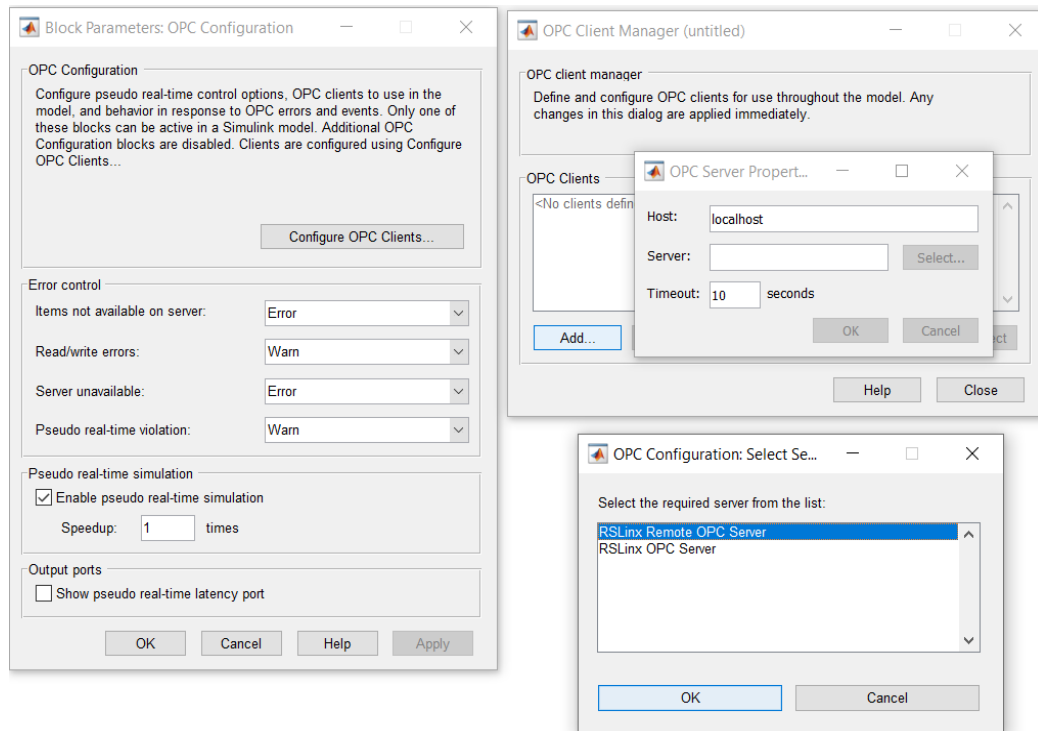 Block Parameters: OPC Configuration
OPC Configuration
Configure pseudo real-time control options, OPC clients to use in the
model, and behavior in response to OPC errors and events. Only one of
these blocks can be active in a Simulink model. Additional OPC
Configuration blocks are disabled. Clients are configured using Configure
OPC Clients...
Configure OPC Clients...
Error control
Items not available on server:
Error
Read/write errors:
Warn
Server unavailable:
Error
Pseudo real-time violation:
Warn
Pseudo real-time simulation
Enable pseudo real-time simulation
Speedup:
1
times
Output ports
Show pseudo real-time latency port
OK
Cancel
Help
Apply
OPC Client Manager (untitled)
OPC client manager
Define and configure OPC clients for use throughout the model. Any
changes in this dialog are applied immediately.
OPC Clients
<No clients defin
Add...
ct
Help
Close
OPC Server Propert...
Host:
localhost
Server:
Select...
Timeout:
10
seconds
OK
Cancel
OPC Configuration: Select Se...
Select the required server from the list:
RSLinx Remote OPC Server
RSLinx OPC Server
OK
Cancel